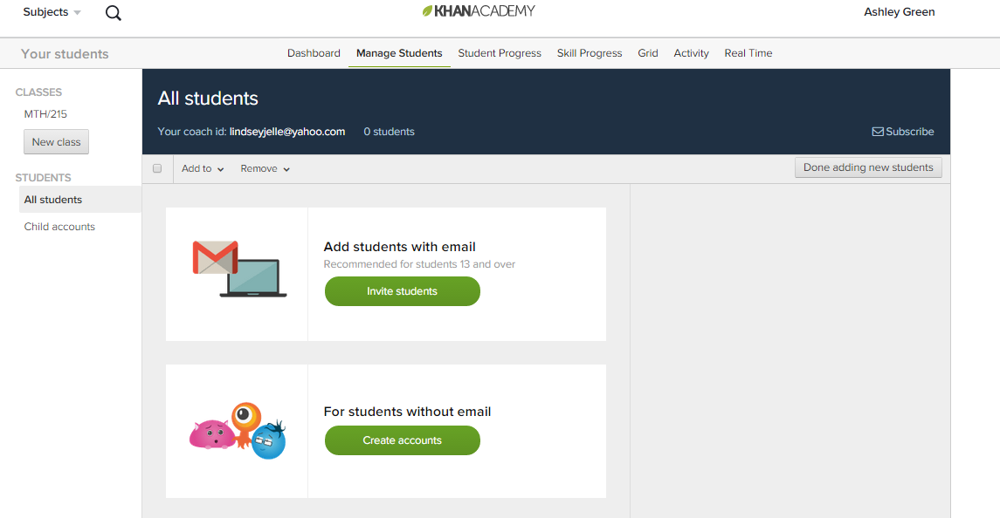 Subjects
KHANACADEMY
Ashley Green
Your students
Dashboard Manage Students Student Progress Skill Progress Grid Activity Real Time
CLASSES
MTH/215
New class
STUDENTS
All students
Child accounts
All students
Your coach id: lindseyjelle@yahoo.com 0 students
Subscribe
Add to Remove
Done adding new students
Add students with email
Recommended for students 13 and over
Invite students
For students without email
Create accounts